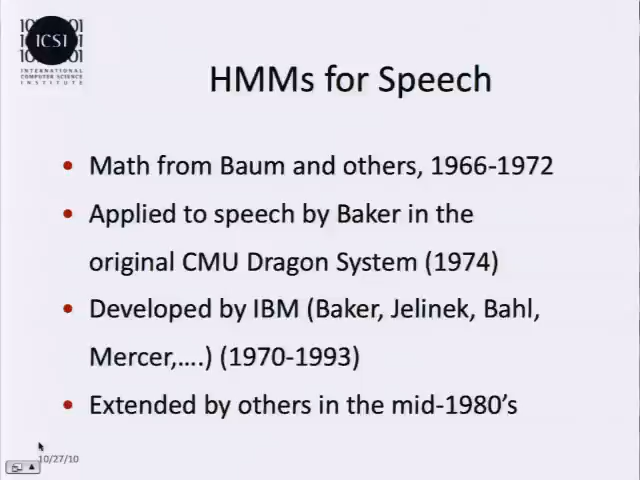 ICSI
INTERNATIONAL
COMPUTER SCIENCE
INSTITUTE
HMMs for Speech
• Math from Baum and others, 1966-1972
• Applied to speech by Baker in the
original CMU Dragon System (1974)
• Developed by IBM (Baker, Jelinek, Bahl,
Mercer,....) (1970-1993)
• Extended by others in the mid-1980's
10/27/10